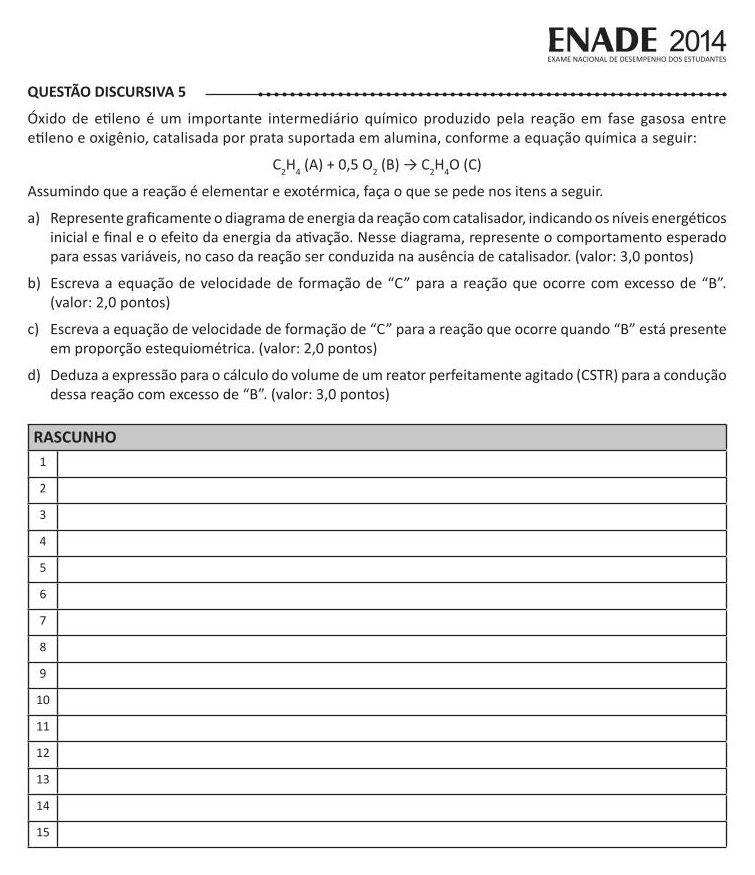 ENADE 2014
EXAME NACIONAL DE DESEMPENHO DOS ESTUDANTES
QUESTÃO DISCURSIVA 5
Óxido de etileno é um importante intermediário químico produzido pela reação em fase gasosa entre
etileno e oxigênio, catalisada por prata suportada em alumina, conforme a equação química a seguir:
C₂H₄ (A) + 0,5 O₂ (B) → C₂H₄O (C)
Assumindo que a reação é elementar e exotérmica, faça o que se pede nos itens a seguir.
a) Represente graficamente o diagrama de energia da reação com catalisador, indicando os níveis energéticos
inicial e final e o efeito da energia da ativação. Nesse diagrama, represente o comportamento esperado
para essas variáveis, no caso da reação ser conduzida na ausência de catalisador. (valor: 3,0 pontos)
b) Escreva a equação de velocidade de formação de “C” para a reação que ocorre com excesso de “B”.
(valor: 2,0 pontos)
c) Escreva a equação de velocidade de formação de “C” para a reação que ocorre quando “B” está presente
em proporção estequiométrica. (valor: 2,0 pontos)
d) Deduza a expressão para o cálculo do volume de um reator perfeitamente agitado (CSTR) para a condução
dessa reação com excesso de “B”. (valor: 3,0 pontos)
RASCUNHO
1
2
3
4
5
6
7
8
9
10
11
12
13
14
15